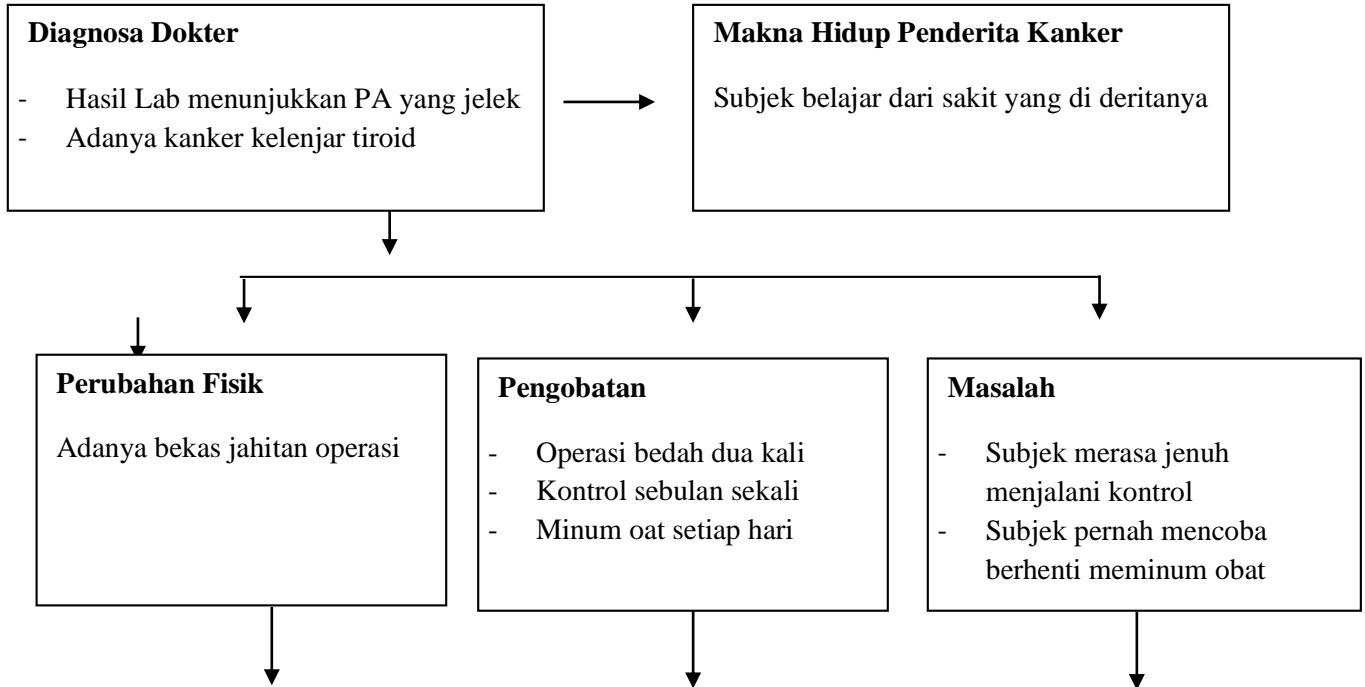 Diagnosa Dokter
- Hasil Lab menunjukkan PA yang jelek
- Adanya kanker kelenjar tiroid
Makna Hidup Penderita Kanker
Subjek belajar dari sakit yang di deritanya
Perubahan Fisik
Adanya bekas jahitan operasi
Pengobatan
- Operasi bedah dua kali
- Kontrol sebulan sekali
- Minum oat setiap hari
Masalah
- Subjek merasa jenuh
menjalani kontrol
- Subjek pernah mencoba
berhenti meminum obat